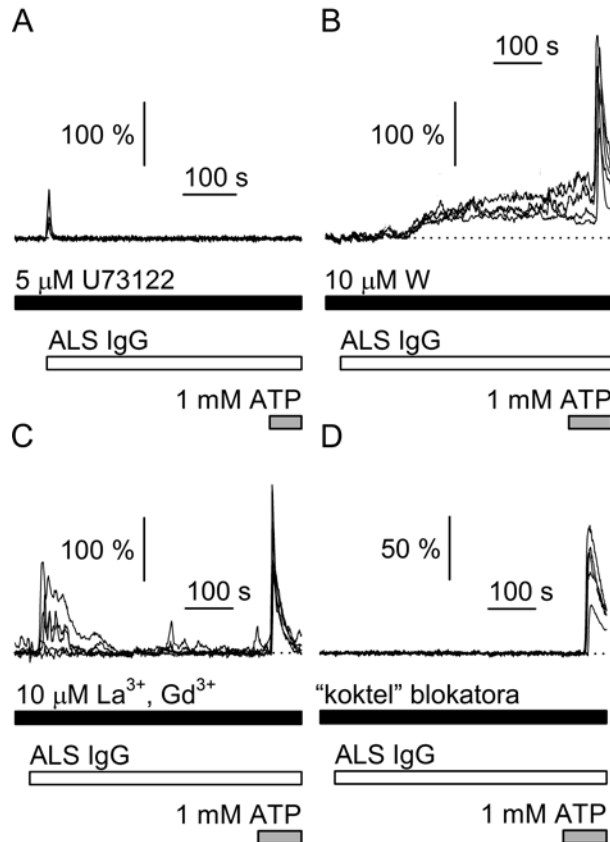 A
100 %
100 s
5 μM U73122
ALS IgG
1 mM ATP
B
100 s
100 %
10 μM W
ALS IgG
1 mM ATP
C
100 %
100 s
10 μM La³⁺, Gd³⁺
ALS IgG
1 mM ATP
D
50 %
100 s
“koktel” blokatora
ALS IgG
1 mM ATP